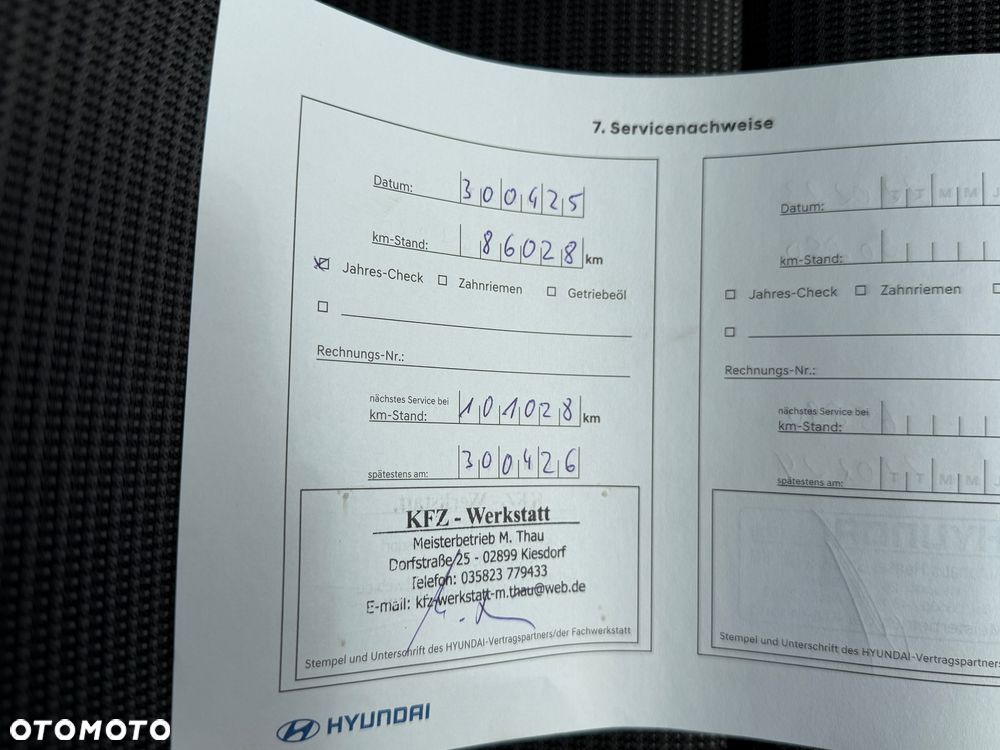 7. Servicenachweise
Datum: 300425
km-Stand: 86028 km
Jahres-Check Zahnriemen Getriebeöl
Rechnungs-Nr.:
nächstes Service bei
km-Stand: 101028 km
spätestens am: 300426
KFZ - Werkstatt
Meisterbetrieb M. Thau
Dorfstraße 25 - 02899 Kiesdorf
Telefon: 035823 779433
E-mail: kfz-werkstatt-m.thau@web.de
Stempel und Unterschrift des HYUNDAI-Vertragspartners/der Fachwerkstatt
HYUNDAI
Datum: T T M M J
km-Stand:
Jahres-Check Zahnriemen
Rechnungs-Nr.:
nächstes Service bei
km-Stand:
spätestens am: T T M M J
Stempel und Unterschrift des HYUNDAI-Vertragspartners
OTOMOTO